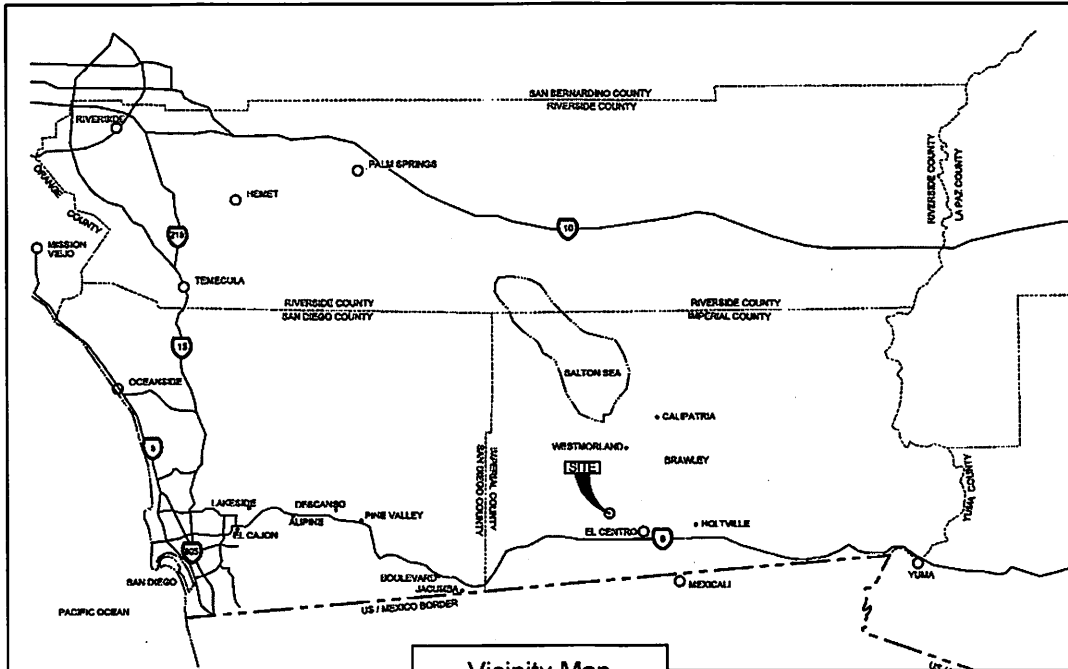 SAN BERNARDINO COUNTY
RIVERSIDE COUNTY
RIVERSIDE
ORANGE
COUNTY
PALM SPRINGS
HEMET
RIVERSIDE COUNTY
LA PAZ COUNTY
10
215
MISSION
VIEJO
TEMECULA
RIVERSIDE COUNTY
SAN DIEGO COUNTY
RIVERSIDE COUNTY
IMPERIAL COUNTY
15
SALTON SEA
OCEANSIDE
CALIPATRIA
5
WESTMORLAND
BRAWLEY
SAN DIEGO COUNTY
IMPERIAL COUNTY
SITE
YUMA COUNTY
LAKESIDE
DESCANSO
ALPINE
PINE VALLEY
EL CAJON
EL CENTRO
8
HOLTVILLE
805
SAN DIEGO
BOULEVARD
JACUMBA
MEXICALI
YUMA
PACIFIC OCEAN
US / MEXICO BORDER
Vicinity Map